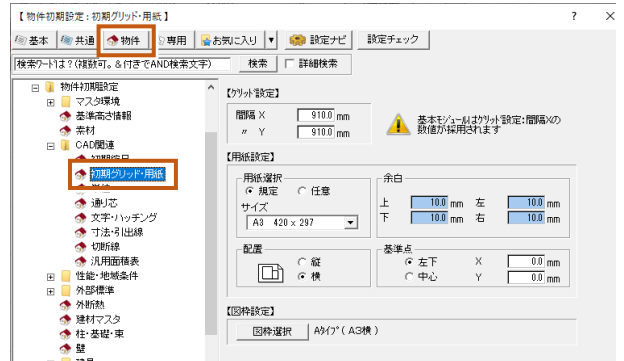 【 物件初期設定 : 初期グリッド・用紙 】
? ×
基本 共通 物件 専用 お気に入り ▼ 設定ナビ 設定チェック
検索ワードは？(複数可。＆付きでAND検索文字) 検索 詳細検索
物件初期設定
マスタ環境
基準高さ情報
素材
CAD関連
初期グリッド・用紙
通り芯
文字・ハッチング
寸法・引出線
切断線
汎用面積表
性能・地域条件
外部標準
外断熱
建材マスタ
柱・基礎・束
壁
【グリッド設定】
間隔 X 910.0 mm
〃 Y 910.0 mm
基本モジュールはグリッド設定:間隔Xの
数値が採用されます
【用紙設定】
用紙選択
規定 任意
サイズ
A3 420 x 297
余白
上 10.0 mm 左 10.0 mm
下 10.0 mm 右 10.0 mm
配置
縦
横
基準点
左下 X 0.0 mm
中心 Y 0.0 mm
【図枠設定】
図枠選択 Aタイプ ( A3横 )